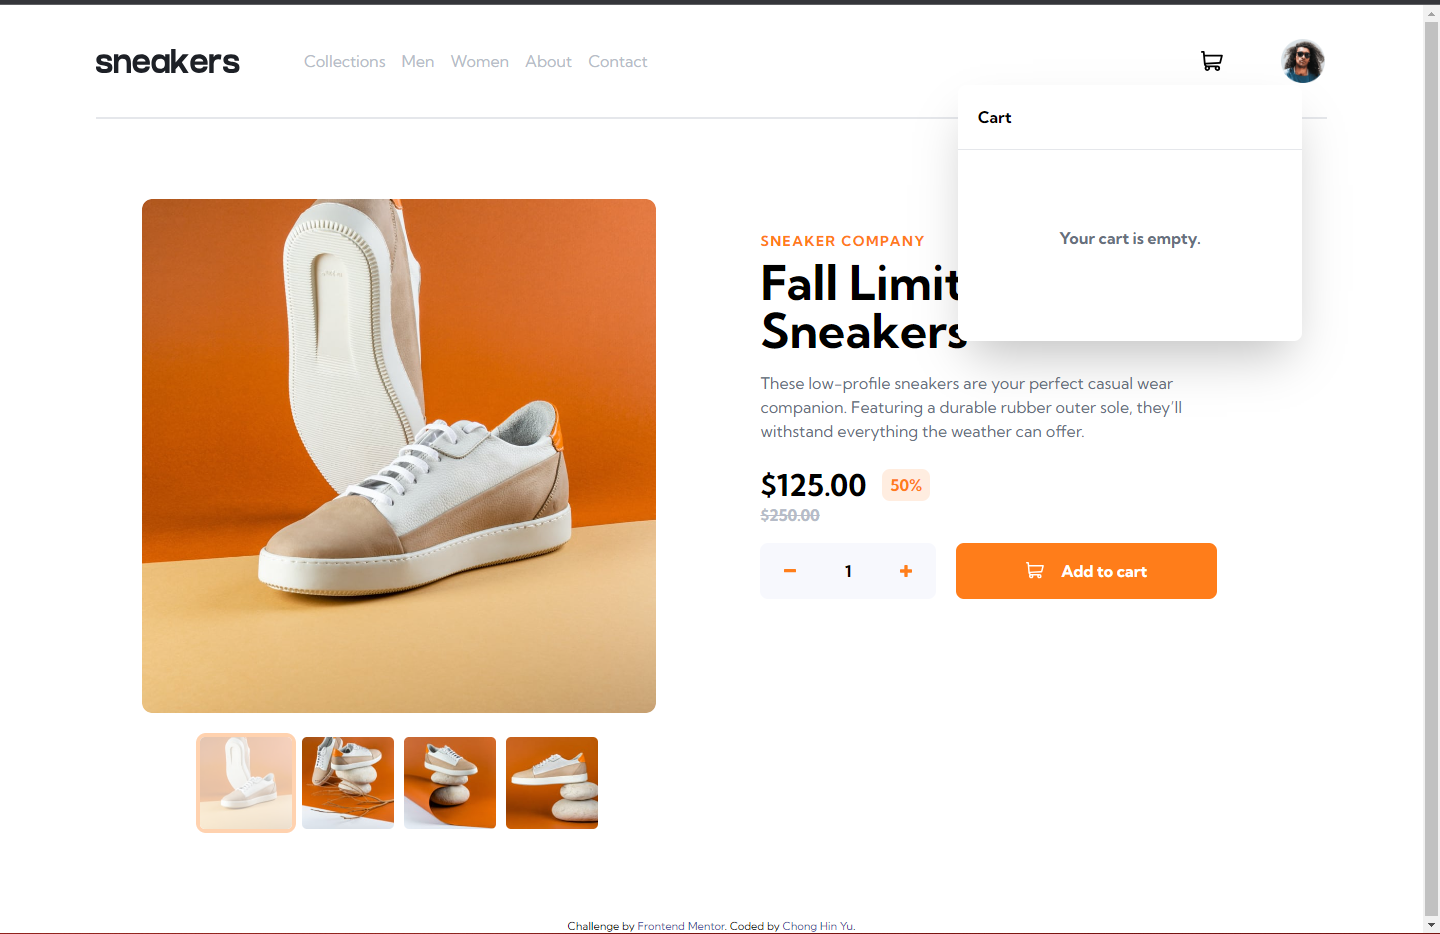 sneakers
Collections Men Women About Contact
Cart
Your cart is empty.
SNEAKER COMPANY
Fall Limit
Sneakers
These low-profile sneakers are your perfect casual wear
companion. Featuring a durable rubber outer sole, they'll
withstand everything the weather can offer.
$125.00 50%
$250.00
1
Add to cart
Challenge by Frontend Mentor. Coded by Chong Hin Yu.